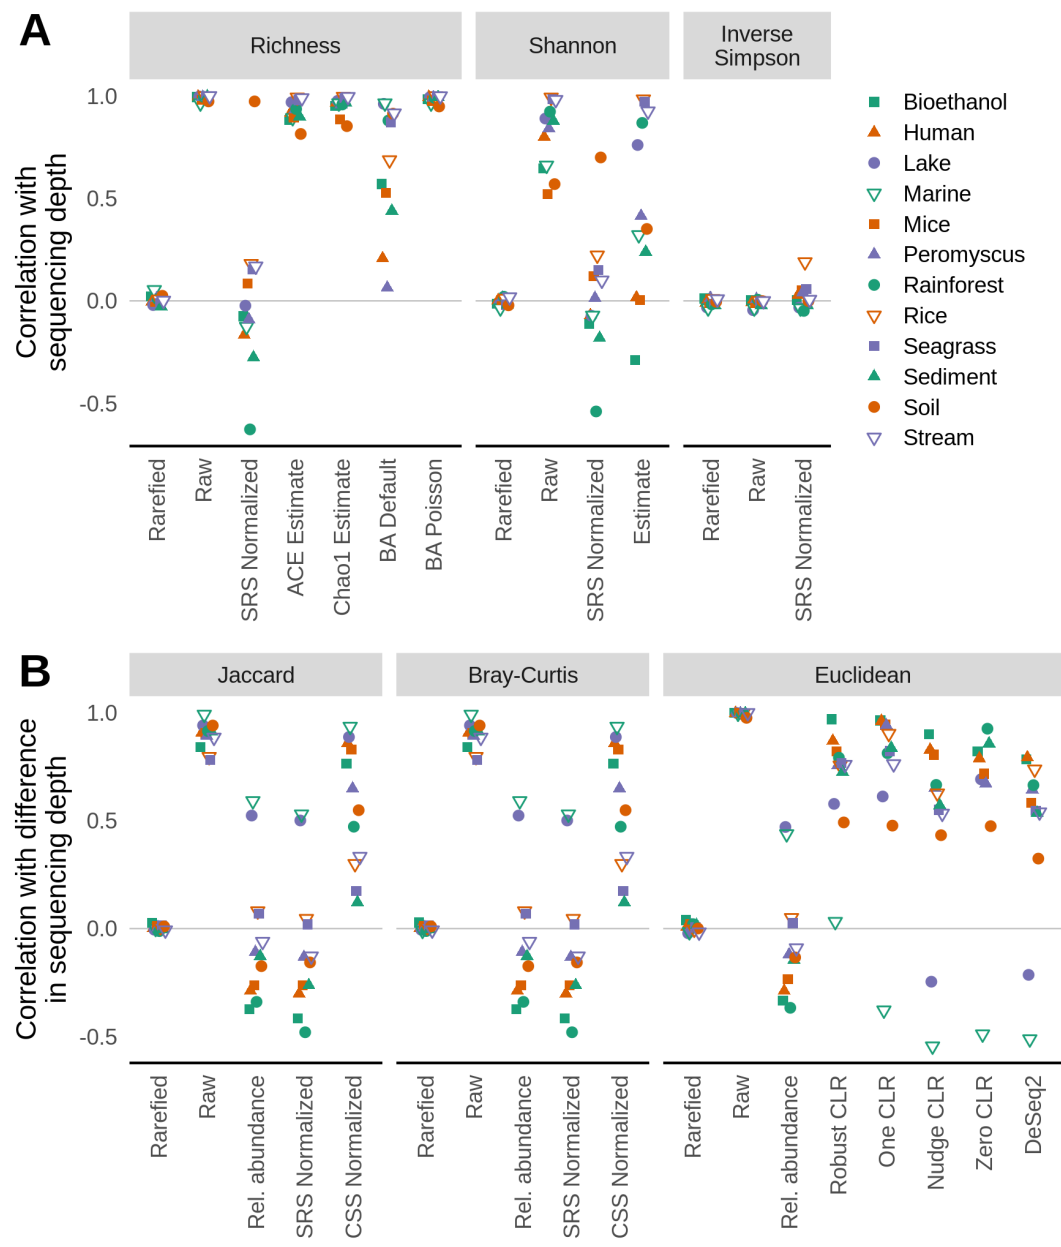 A
Richness
Shannon
Inverse
Simpson
Correlation with
sequencing depth
1.0
0.5
0.0
-0.5
Rarefied
Raw
SRS Normalized
ACE Estimate
Chao1 Estimate
BA Default
BA Poisson
Rarefied
Raw
SRS Normalized
Estimate
Rarefied
Raw
SRS Normalized
Bioethanol
Human
Lake
Marine
Mice
Peromyscus
Rainforest
Rice
Seagrass
Sediment
Soil
Stream
B
Jaccard
Bray-Curtis
Euclidean
Correlation with difference
in sequencing depth
1.0
0.5
0.0
-0.5
Rarefied
Raw
Rel. abundance
SRS Normalized
CSS Normalized
Rarefied
Raw
Rel. abundance
SRS Normalized
CSS Normalized
Rarefied
Raw
Rel. abundance
Robust CLR
One CLR
Nudge CLR
Zero CLR
DeSeq2